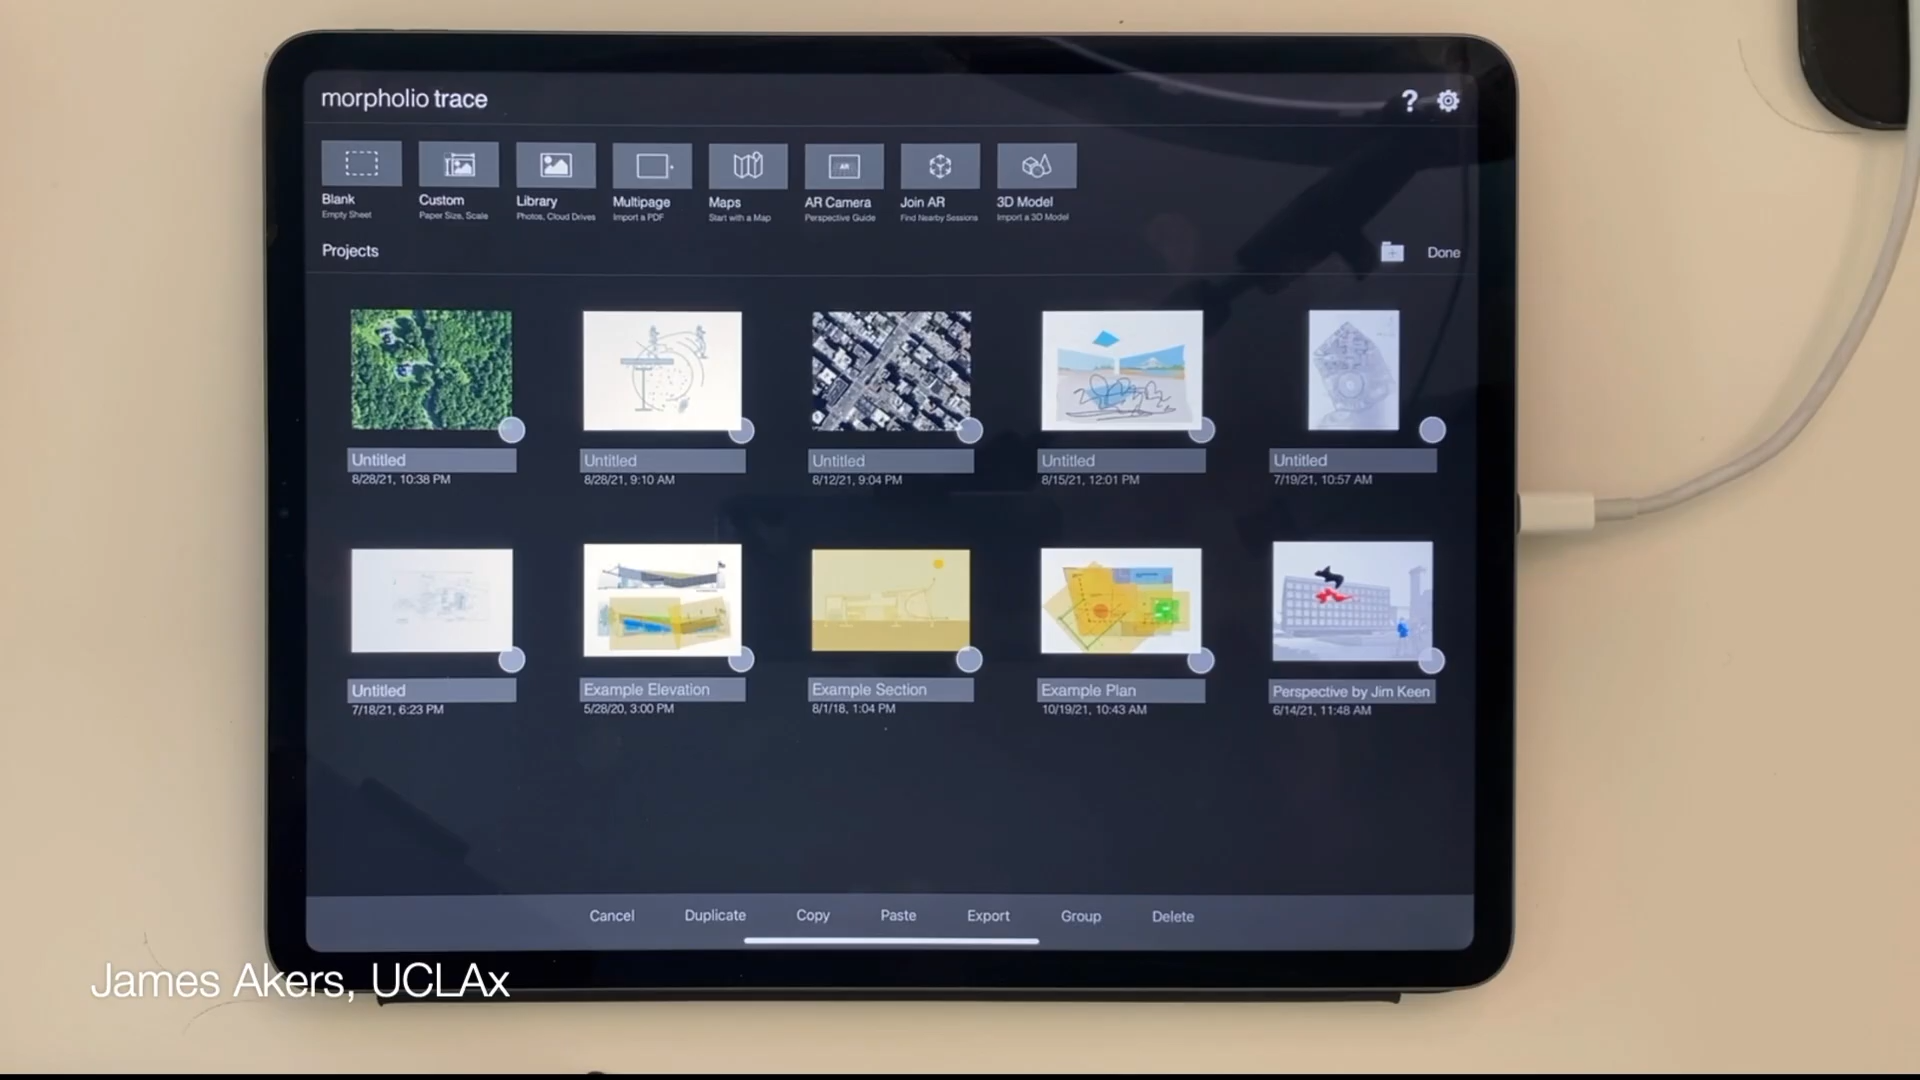 morpholio trace
?
Blank
Empty Sheet
Custom
Paper Size, Scale
Library
Photos, Cloud Drives
Multipage
Import a PDF
Maps
Start with a Map
AR
AR Camera
Perspective Guide
Join AR
Find Nearby Sessions
3D Model
Import a 3D Model
Projects
Done
Untitled
8/28/21, 10:38 PM
Untitled
8/28/21, 9:10 AM
Untitled
8/12/21, 9:04 PM
Untitled
8/15/21, 12:01 PM
Untitled
7/19/21, 10:57 AM
Untitled
7/18/21, 6:23 PM
Example Elevation
5/28/20, 3:00 PM
Example Section
8/1/18, 1:04 PM
Example Plan
10/19/21, 10:43 AM
Perspective by Jim Keen
6/14/21, 11:48 AM
Cancel
Duplicate
Copy
Paste
Export
Group
Delete
James Akers, UCLAx